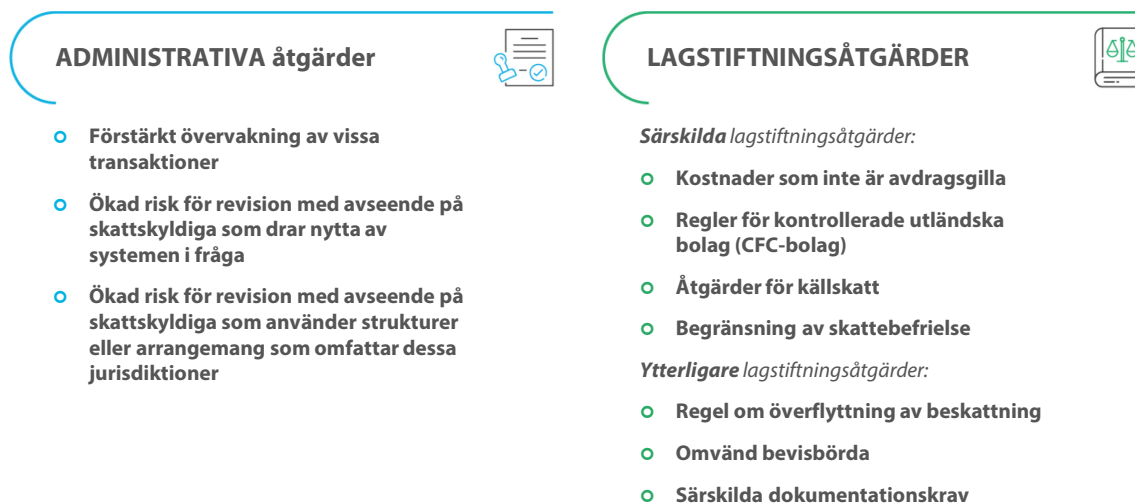 ADMINISTRATIVA åtgärder
Förstärkt övervakning av vissa
transaktioner
Ökad risk för revision med avseende på
skattskyldiga som drar nytta av
systemen i fråga
Ökad risk för revision med avseende på
skattskyldiga som använder strukturer
eller arrangemang som omfattar dessa
jurisdiktioner
LAGSTIFTNINGSÅTGÄRDER
Särskilda lagstiftningsåtgärder:
Kostnader som inte är avdragsgilla
Regler för kontrollerade utländska
bolag (CFC-bolag)
Åtgärder för källskatt
Begränsning av skattebefrielse
Ytterligare lagstiftningsåtgärder:
Regel om överflyttning av beskattning
Omvänd bevisbörda
Särskilda dokumentationskrav